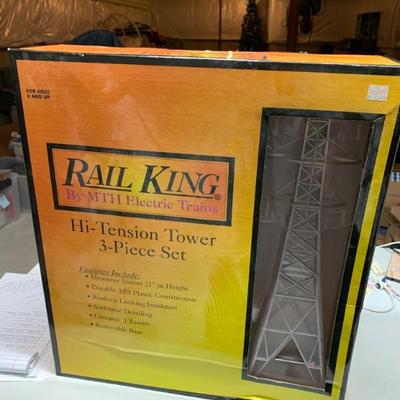 FOR AGES
6 AND UP
RAIL KING®
By MTH Electric Trains
Hi-Tension Tower
3-Piece Set
Features Include:
• Measures Almost 21" in Height
• Durable ABS Plastic Construction
• Realistic Looking Insulators
• Authentic Detailing
• Contains 3 Towers
• Removable Base